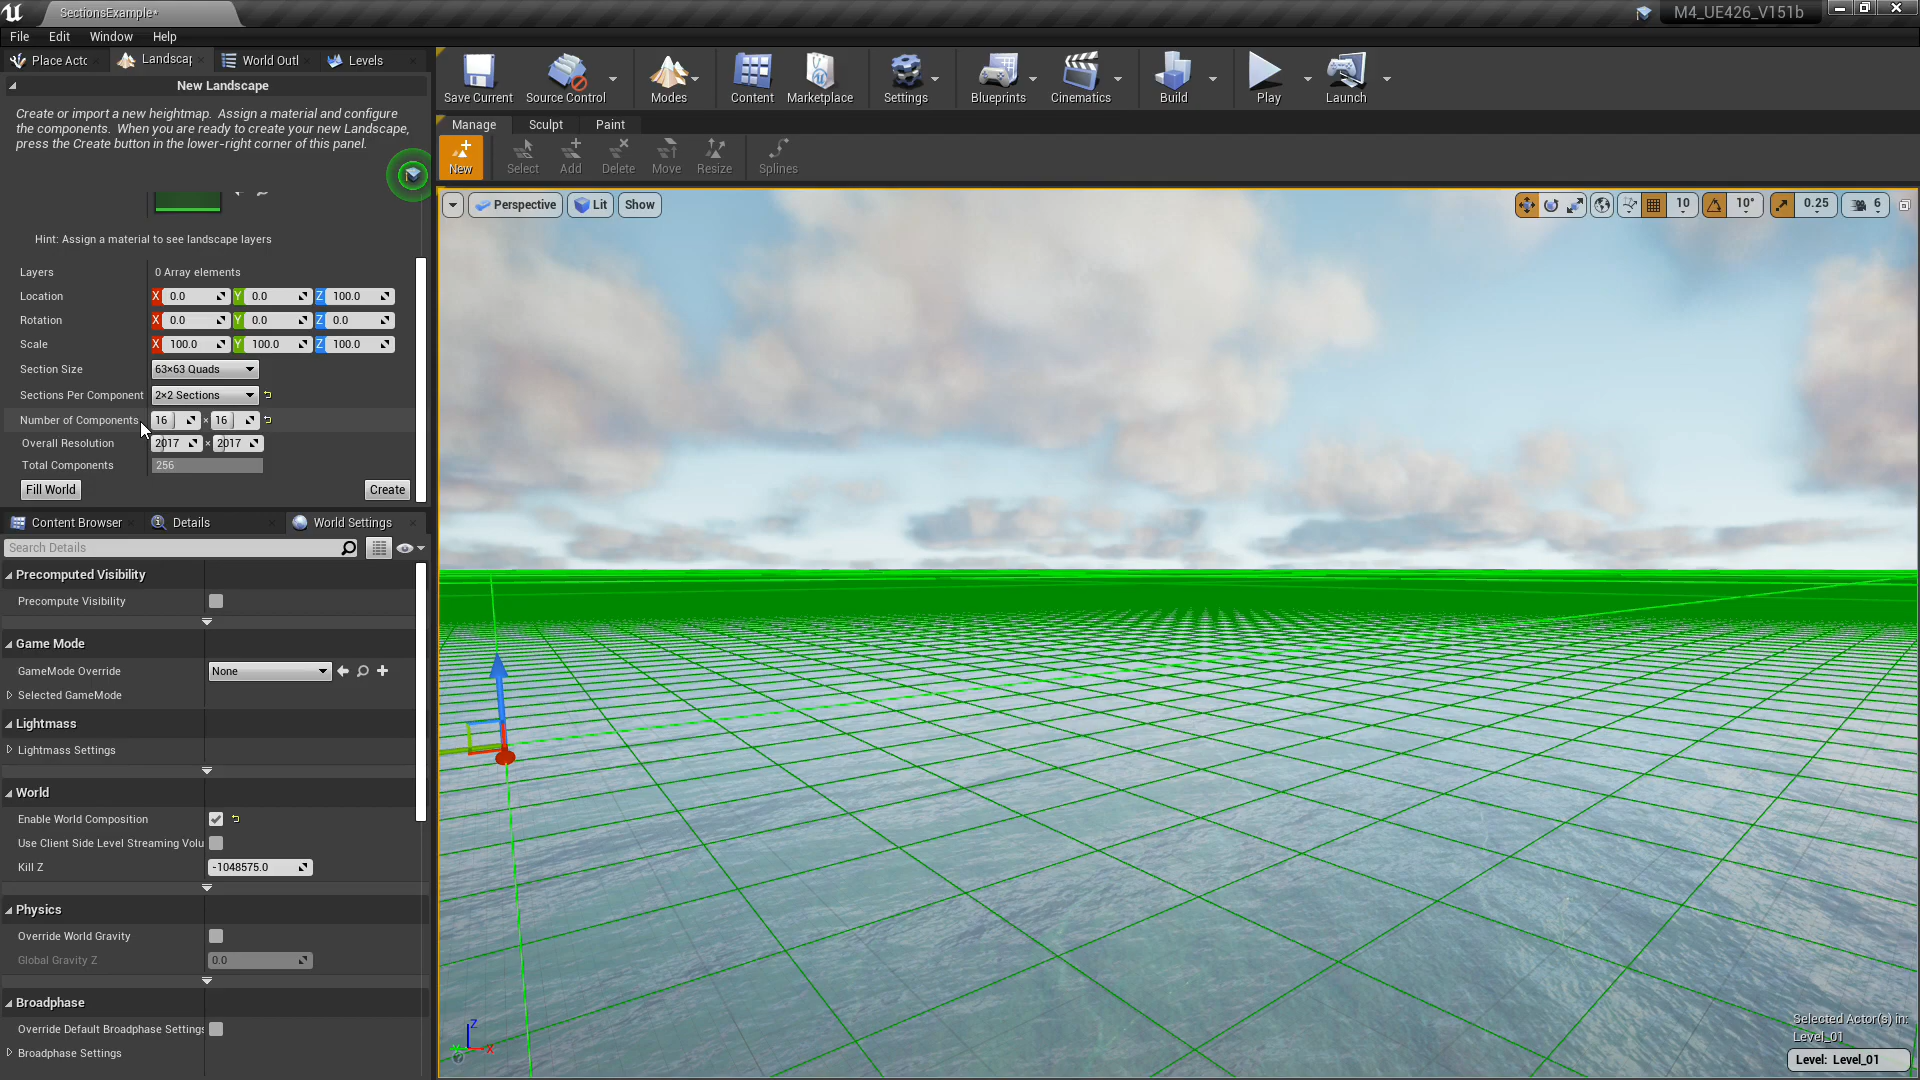 SectionsExample*
M4_UE426_V151b
File Edit Window Help
Place Actc Landscap World Outl Levels
New Landscape
Create or import a new heightmap. Assign a material and configure
the components. When you are ready to create your new Landscape,
press the Create button in the lower-right corner of this panel.
Hint: Assign a material to see landscape layers
Layers 0 Array elements
Location X 0.0 Y 0.0 Z 100.0
Rotation X 0.0 Y 0.0 Z 0.0
Scale X 100.0 Y 100.0 Z 100.0
Section Size 63×63 Quads
Sections Per Component 2×2 Sections
Number of Components 16 × 16
Overall Resolution 2017 × 2017
Total Components 256
Fill World Create
Content Browser Details World Settings
Search Details
Precomputed Visibility
Precompute Visibility
Game Mode
GameMode Override None
Selected GameMode
Lightmass
Lightmass Settings
World
Enable World Composition
Use Client Side Level Streaming Volu
Kill Z -1048575.0
Physics
Override World Gravity
Global Gravity Z 0.0
Broadphase
Override Default Broadphase Settings
Broadphase Settings
Save Current Source Control Modes Content Marketplace Settings Blueprints Cinematics Build Play Launch
Manage Sculpt Paint
New Select Add Delete Move Resize Splines
Perspective Lit Show
10 10° 0.25 6
Z
X
Selected Actor(s) in:
Level_01
Level: Level_01